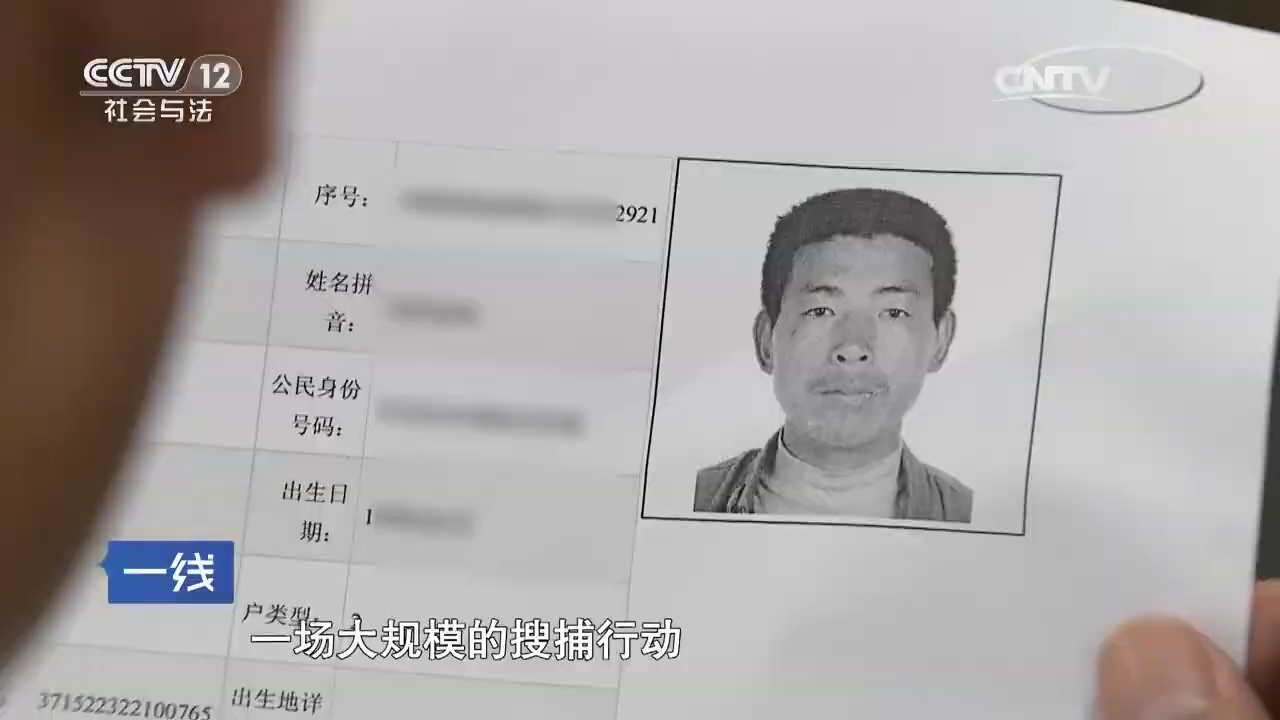 CCTV 12
社会与法
CNTV
序号：
2921
姓名拼
音：
公民身份
号码：
出生日
期：
1
一线
户类型：
一场大规模的搜捕行动
371522322100765
出生地详